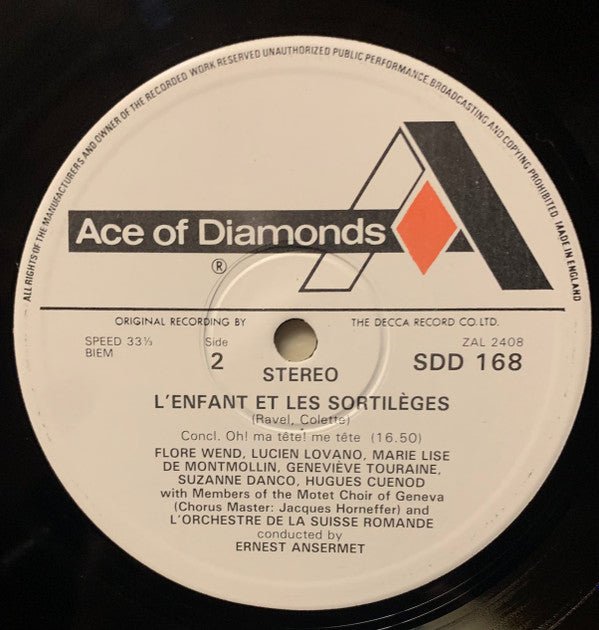 ALL RIGHTS OF THE MANUFACTURERS AND OWNER OF THE RECORDED WORK RESERVED UNAUTHORIZED PUBLIC PERFORMANCE, BROADCASTING AND COPYING PROHIBITED. MADE IN ENGLAND
Ace of Diamonds
®
ORIGINAL RECORDING BY THE DECCA RECORD CO. LTD.
SPEED 33⅓ Side ZAL 2408
BIEM 2 SDD 168
STEREO
L'ENFANT ET LES SORTILÈGES
(Ravel, Colette)
Concl. Oh! ma tête! me tête (16.50)
FLORE WEND, LUCIEN LOVANO, MARIE LISE
DE MONTMOLLIN, GENEVIÈVE TOURAINE,
SUZANNE DANCO, HUGUES CUENOD
with Members of the Motet Choir of Geneva
(Chorus Master: Jacques Horneffer) and
L'ORCHESTRE DE LA SUISSE ROMANDE
conducted by
ERNEST ANSERMET